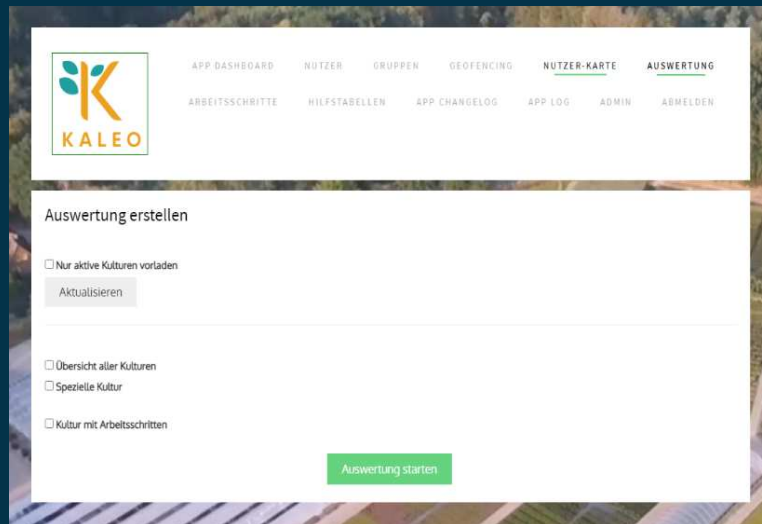 KALEO
APP DASHBOARD NUTZER GRUPPEN GEOFENCING NUTZER-KARTE AUSWERTUNG
ARBEITSSCHRITTE HILFSTABELLEN APP CHANGELOG APP LOG ADMIN ABMELDEN
Auswertung erstellen
Nur aktive Kulturen vorladen
Aktualisieren
Übersicht aller Kulturen
Spezielle Kultur
Kultur mit Arbeitsschritten
Auswertung starten